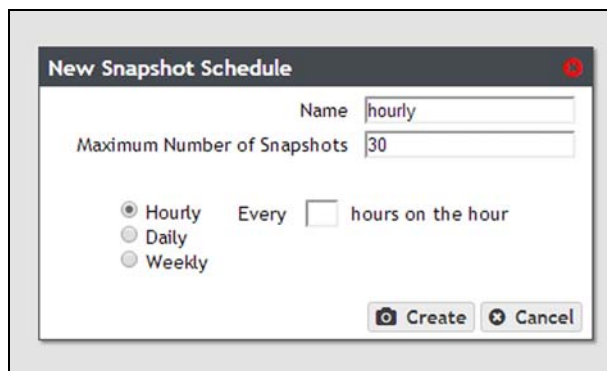 New Snapshot Schedule
Name hourly
Maximum Number of Snapshots 30
Hourly Every hours on the hour
Daily
Weekly
Create Cancel